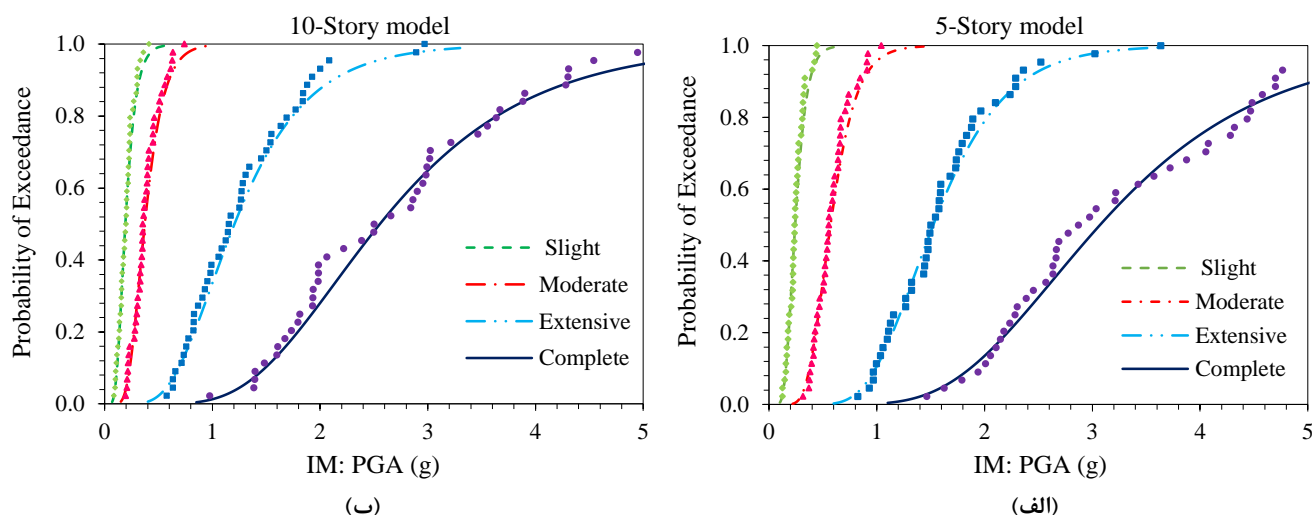 10-Story model
Probability of Exceedance
1.0
0.8
0.6
0.4
0.2
0.0
Slight
Moderate
Extensive
Complete
0 1 2 3 4 5
IM: PGA (g)
(ب)
5-Story model
Probability of Exceedance
1.0
0.8
0.6
0.4
0.2
0.0
Slight
Moderate
Extensive
Complete
0 1 2 3 4 5
IM: PGA (g)
(الف)